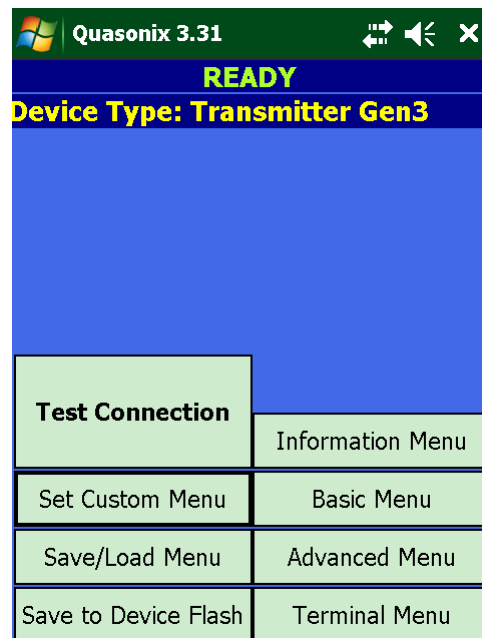 Quasonix 3.31
READY
Device Type: Transmitter Gen3
Test Connection
Information Menu
Set Custom Menu
Basic Menu
Save/Load Menu
Advanced Menu
Save to Device Flash
Terminal Menu